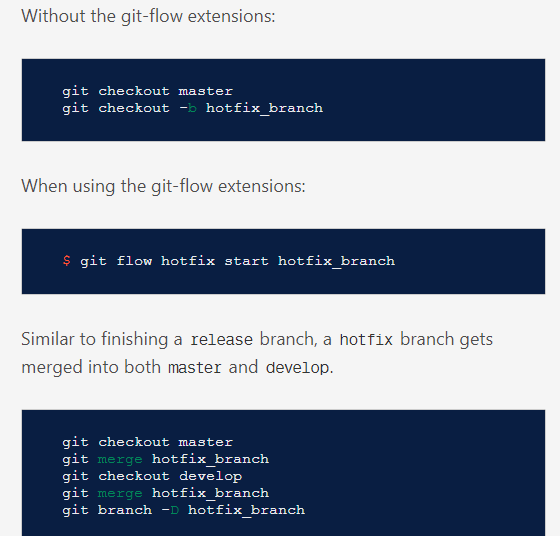 Without the git-flow extensions:
git checkout master
git checkout -b hotfix_branch
When using the git-flow extensions:
$ git flow hotfix start hotfix_branch
Similar to finishing a release branch, a hotfix branch gets
merged into both master and develop.
git checkout master
git merge hotfix_branch
git checkout develop
git merge hotfix_branch
git branch -D hotfix_branch